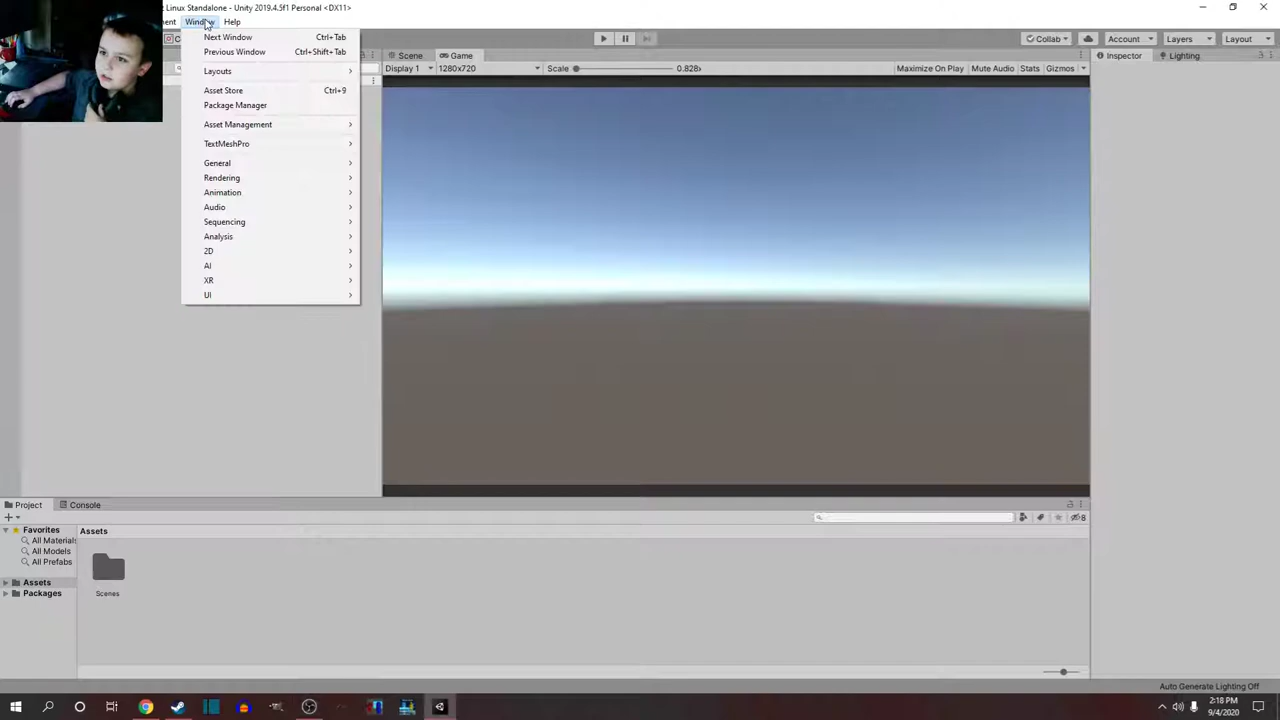 t Linux Standalone - Unity 2019.4.5f1 Personal <DX11>
ent Window Help
Next Window Ctrl+Tab
Previous Window Ctrl+Shift+Tab
Layouts
Asset Store Ctrl+9
Package Manager
Asset Management
TextMeshPro
General
Rendering
Animation
Audio
Sequencing
Analysis
2D
AI
XR
UI
Collab Account Layers Layout
Scene Game
Display 1 1280x720 Scale 0.828x Maximize On Play Mute Audio Stats Gizmos
Inspector Lighting
Project Console
Favorites
All Materials
All Models
All Prefabs
Assets
Packages
Assets
Scenes
8
Auto Generate Lighting Off
2:18 PM
9/4/2020